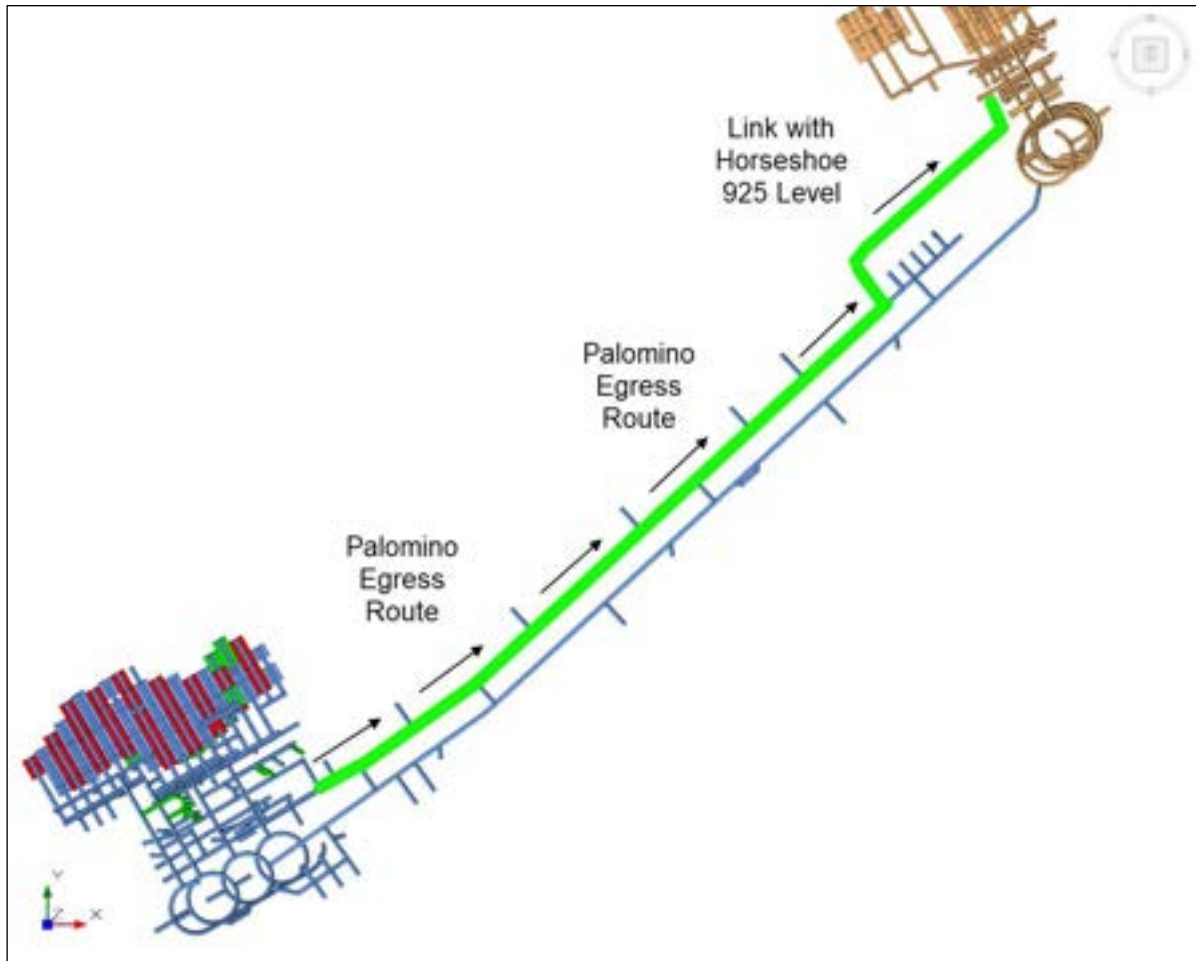 Link with
Horseshoe
925 Level
Palomino
Egress
Route
Palomino
Egress
Route
Y
Z
X